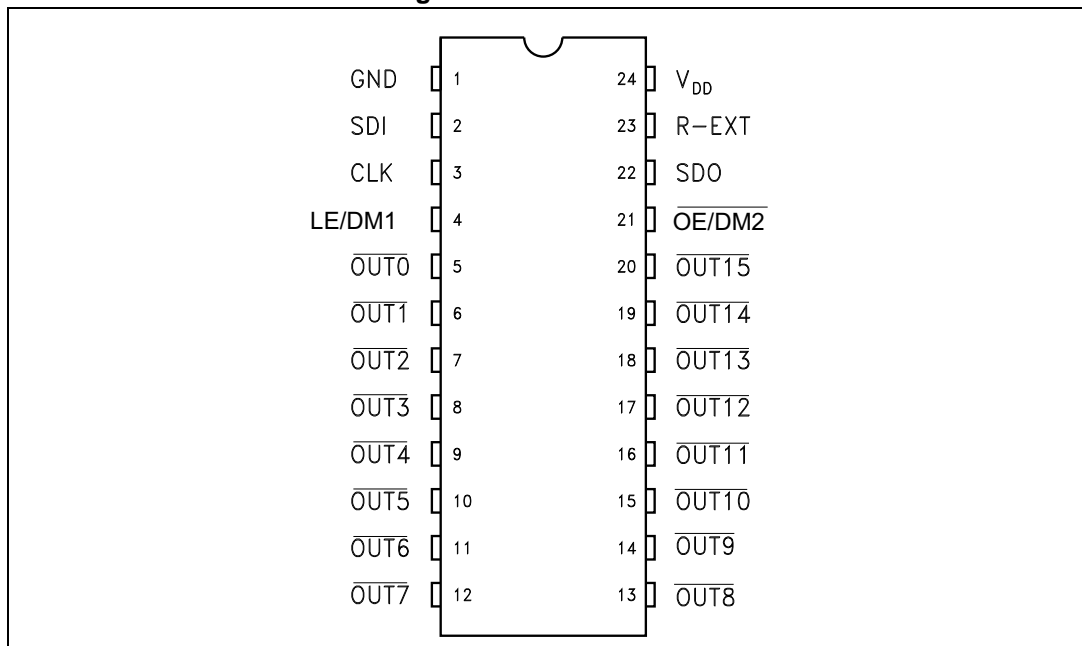 GND 1 24 VDD
SDI 2 23 R-EXT
CLK 3 22 SDO
LE/DM1 4 21 OE/DM2
OUT0 5 20 OUT15
OUT1 6 19 OUT14
OUT2 7 18 OUT13
OUT3 8 17 OUT12
OUT4 9 16 OUT11
OUT5 10 15 OUT10
OUT6 11 14 OUT9
OUT7 12 13 OUT8